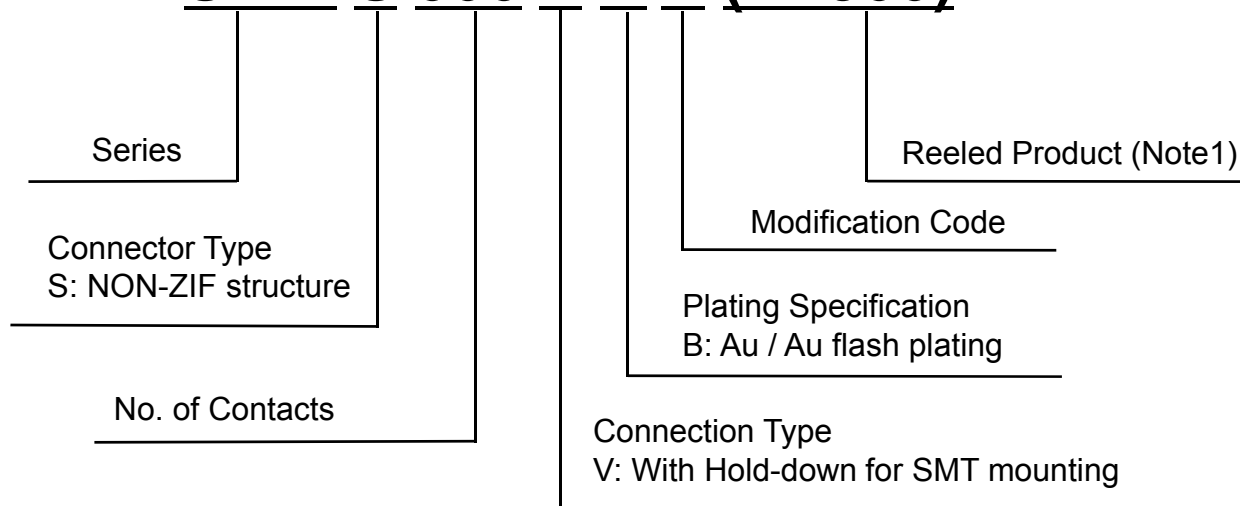 Series
Reeled Product (Note1)
Modification Code
Connector Type
S: NON-ZIF structure
Plating Specification
B: Au / Au flash plating
No. of Contacts
Connection Type
V: With Hold-down for SMT mounting